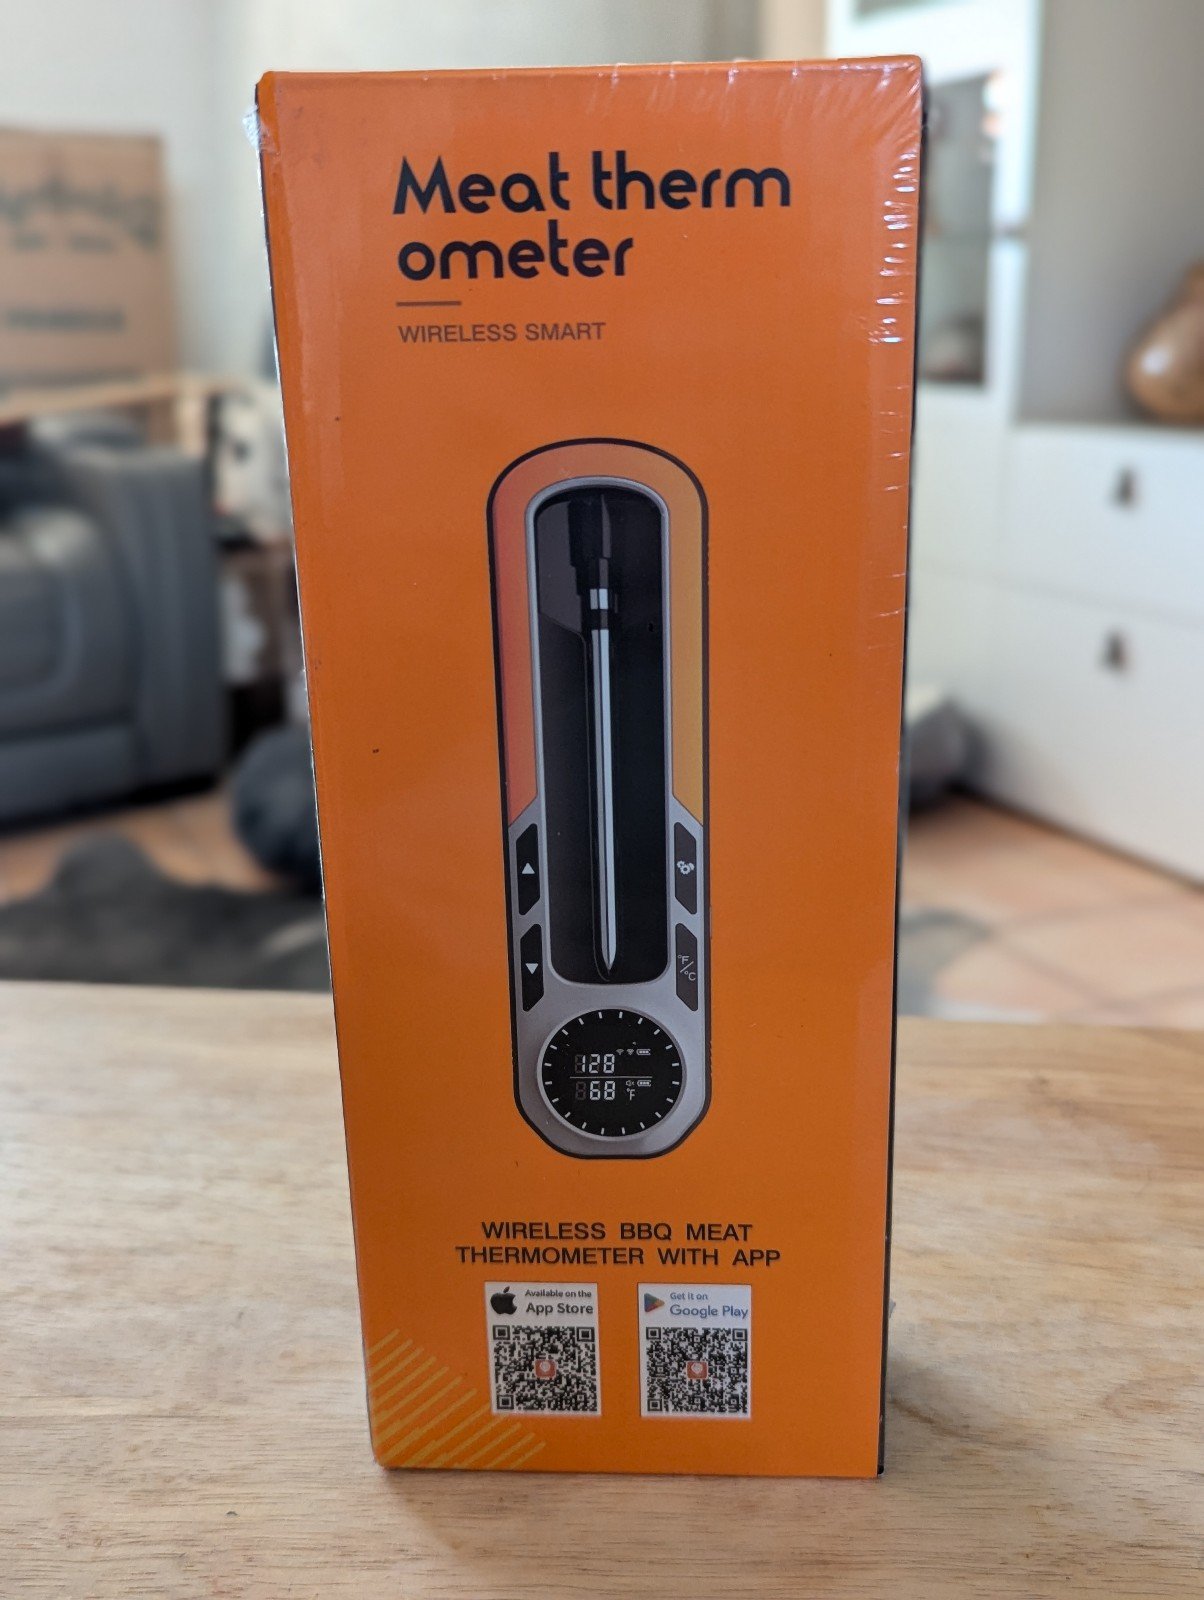 Meat therm
ometer
WIRELESS SMART
°F/°C
128
68 °F
WIRELESS BBQ MEAT
THERMOMETER WITH APP
Available on the
App Store
Get it on
Google Play